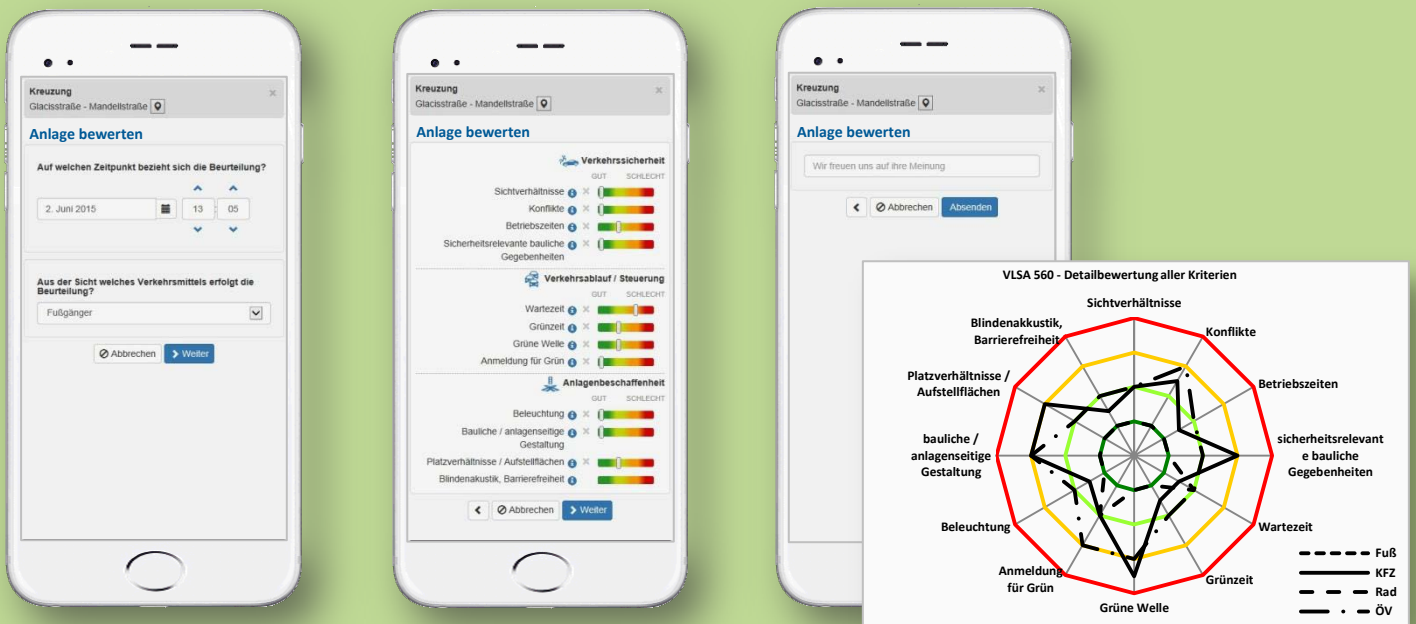 Kreuzung
Glacisstraße - Mandellstraße
Anlage bewerten
Auf welchen Zeitpunkt bezieht sich die Beurteilung?
2. Juni 2015
13 : 05
Aus der Sicht welches Verkehrsmittels erfolgt die
Beurteilung?
Fußgänger
Abbrechen
Weiter
Kreuzung
Glacisstraße - Mandellstraße
Anlage bewerten
Verkehrssicherheit
GUT SCHLECHT
Sichtverhältnisse
Konflikte
Betriebszeiten
Sicherheitsrelevante bauliche
Gegebenheiten
Verkehrsablauf / Steuerung
GUT SCHLECHT
Wartezeit
Grünzeit
Grüne Welle
Anmeldung für Grün
Anlagenbeschaffenheit
GUT SCHLECHT
Beleuchtung
Bauliche / anlagenseitige
Gestaltung
Platzverhältnisse / Aufstellflächen
Blindenakustik, Barrierefreiheit
Abbrechen
Weiter
Kreuzung
Glacisstraße - Mandellstraße
Anlage bewerten
Wir freuen uns auf ihre Meinung
Abbrechen
Absenden
VLSA 560 - Detailbewertung aller Kriterien
Sichtverhältnisse
Konflikte
Betriebszeiten
sicherheitsrelevant
e bauliche
Gegebenheiten
Wartezeit
Grünzeit
Grüne Welle
Anmeldung
für Grün
Beleuchtung
bauliche /
anlagenseitige
Gestaltung
Platzverhältnisse /
Aufstellflächen
Blindenakkustik,
Barrierefreiheit
Fuß
KFZ
Rad
ÖV